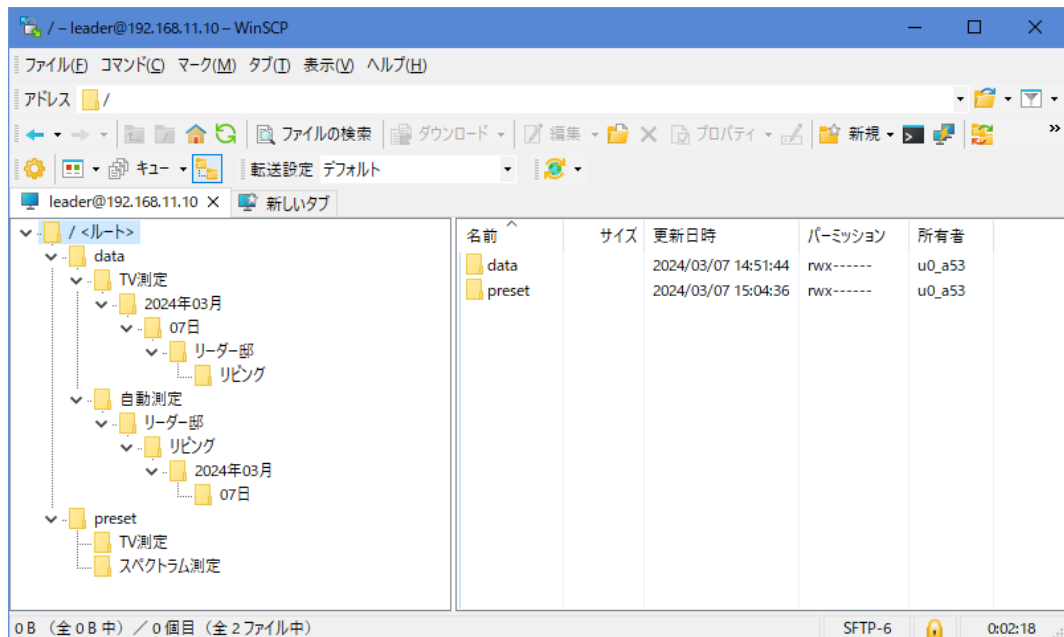 / – leader@192.168.11.10 – WinSCP
ファイル(F) コマンド(C) マーク(M) タブ(T) 表示(V) ヘルプ(H)
アドレス /
ファイルの検索 ダウンロード 編集 プロパティ 新規 »
キュー 転送設定 デフォルト
leader@192.168.11.10 × 新しいタブ
/ <ルート>
data
TV測定
2024年03月
07日
リーダー邸
リビング
自動測定
リーダー邸
リビング
2024年03月
07日
preset
TV測定
スペクトラム測定
名前 サイズ 更新日時 パーミッション 所有者
data 2024/03/07 14:51:44 rwx------ u0_a53
preset 2024/03/07 15:04:36 rwx------ u0_a53
0 B (全 0 B 中) / 0 個目 (全 2 ファイル中) SFTP-6 0:02:18